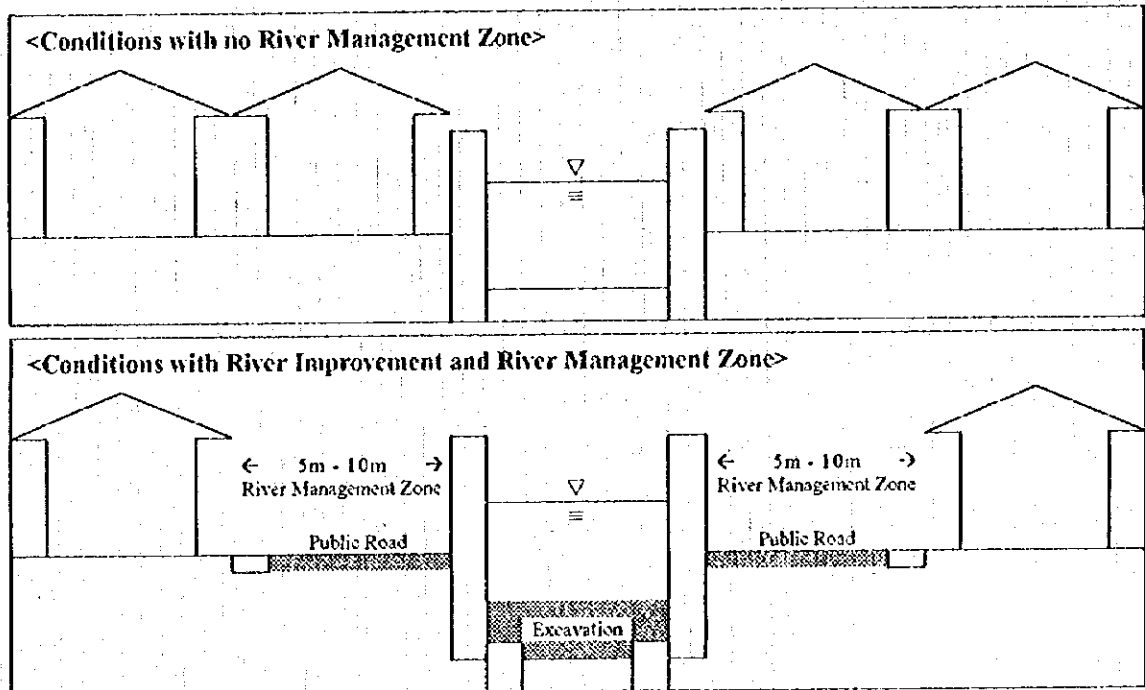 <Conditions with no River Management Zone>
<Conditions with River Improvement and River Management Zone>
← 5m - 10m →
River Management Zone
← 5m - 10m →
River Management Zone
Public Road
Public Road
Excavation